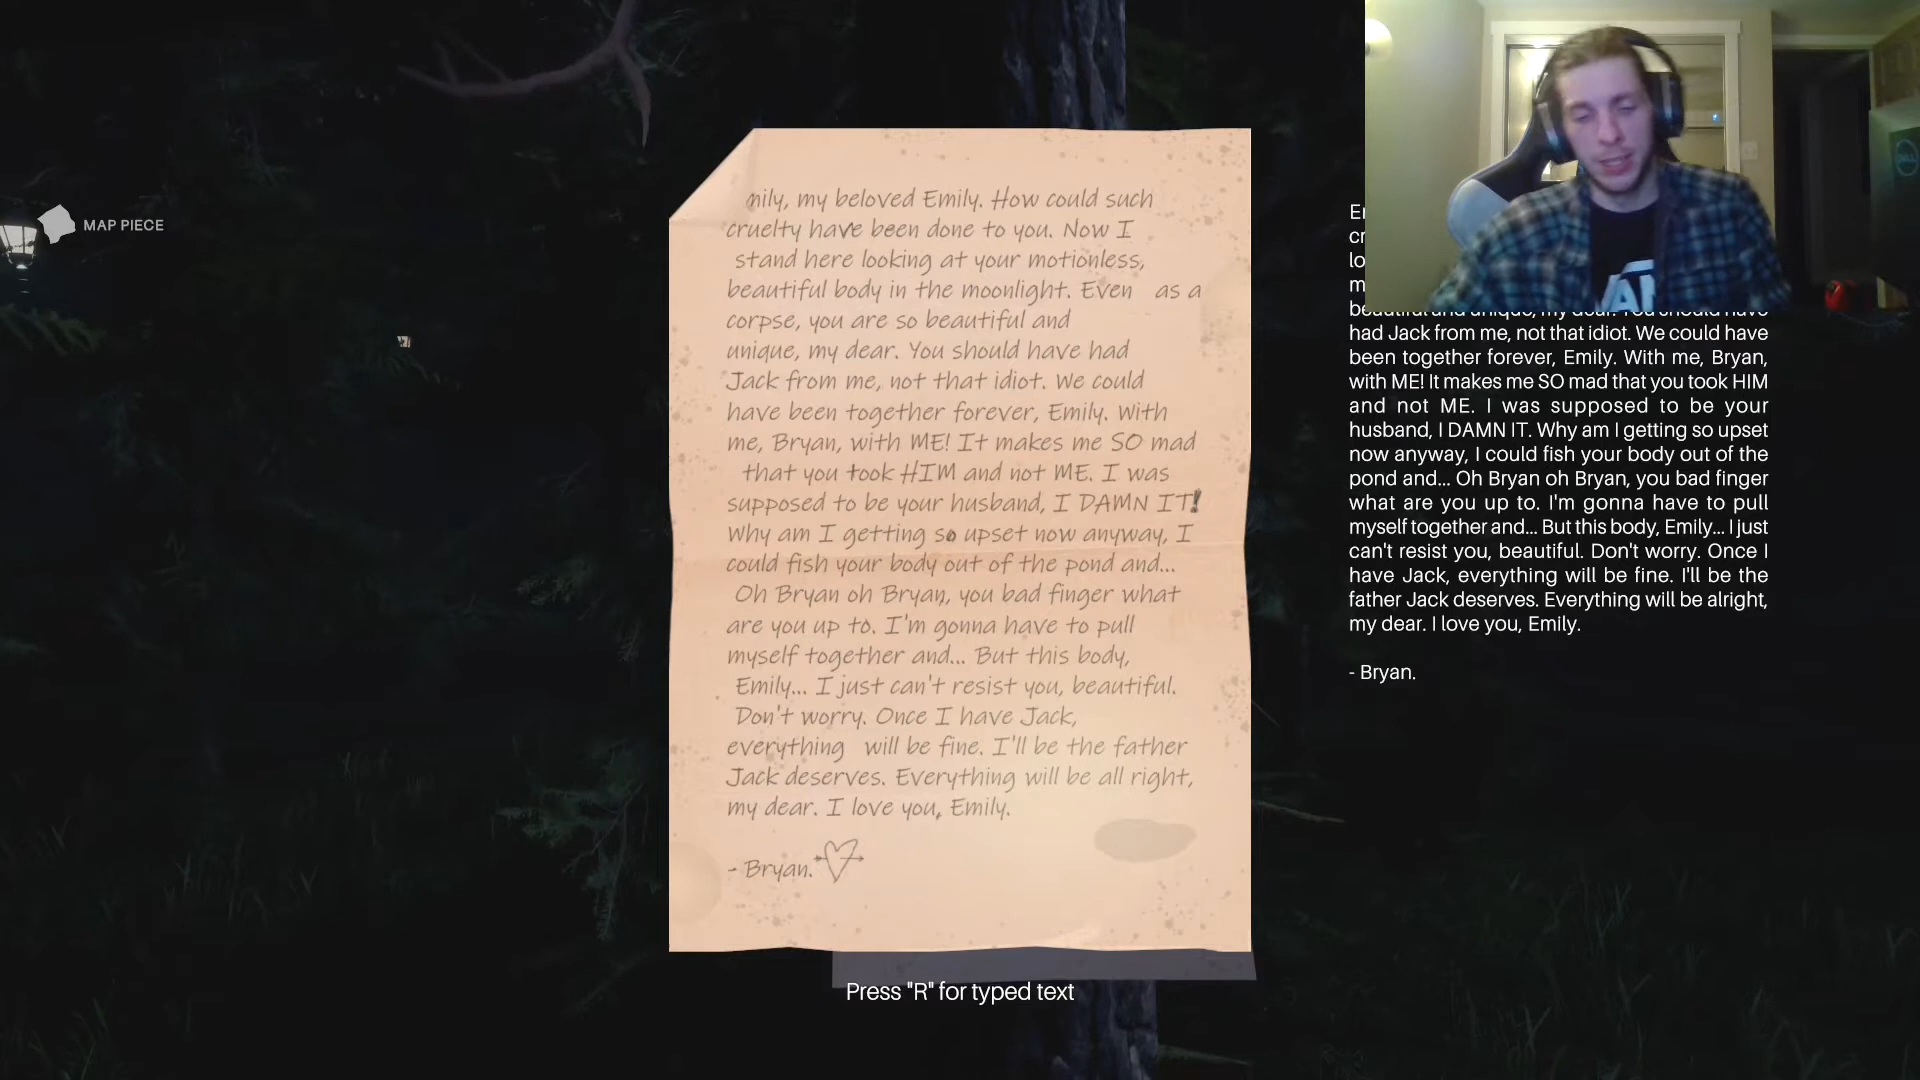 MAP PIECE
mily, my beloved Emily. How could such
cruelty have been done to you. Now I
stand here looking at your motionless,
beautiful body in the moonlight. Even as a
corpse, you are so beautiful and
unique, my dear. You should have had
Jack from me, not that idiot. We could
have been together forever, Emily. With
me, Bryan, with ME! It makes me SO mad
that you took HIM and not ME. I was
supposed to be your husband, I DAMN IT!
Why am I getting so upset now anyway, I
could fish your body out of the pond and...
Oh Bryan oh Bryan, you bad finger what
are you up to. I'm gonna have to pull
myself together and... But this body,
Emily... I just can't resist you, beautiful.
Don't worry. Once I have Jack,
everything will be fine. I'll be the father
Jack deserves. Everything will be all right,
my dear. I love you, Emily.
- Bryan.
Press "R" for typed text
Er
cr
lo
m
beautiful and unique, my dear. You should have
had Jack from me, not that idiot. We could have
been together forever, Emily. With me, Bryan,
with ME! It makes me SO mad that you took HIM
and not ME. I was supposed to be your
husband, I DAMN IT. Why am I getting so upset
now anyway, I could fish your body out of the
pond and... Oh Bryan oh Bryan, you bad finger
what are you up to. I'm gonna have to pull
myself together and... But this body, Emily... I just
can't resist you, beautiful. Don't worry. Once I
have Jack, everything will be fine. I'll be the
father Jack deserves. Everything will be alright,
my dear. I love you, Emily.
- Bryan.
DELL